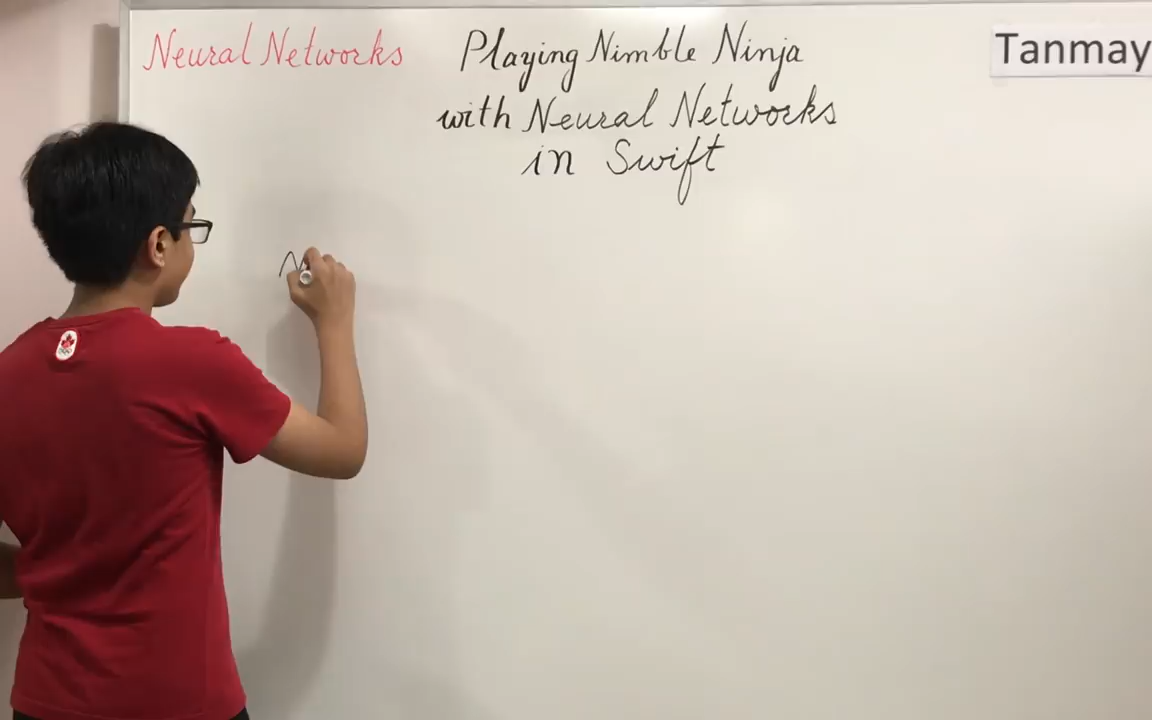 Neural Networks
Playing Nimble Ninja
with Neural Networks
in Swift
Tanmay